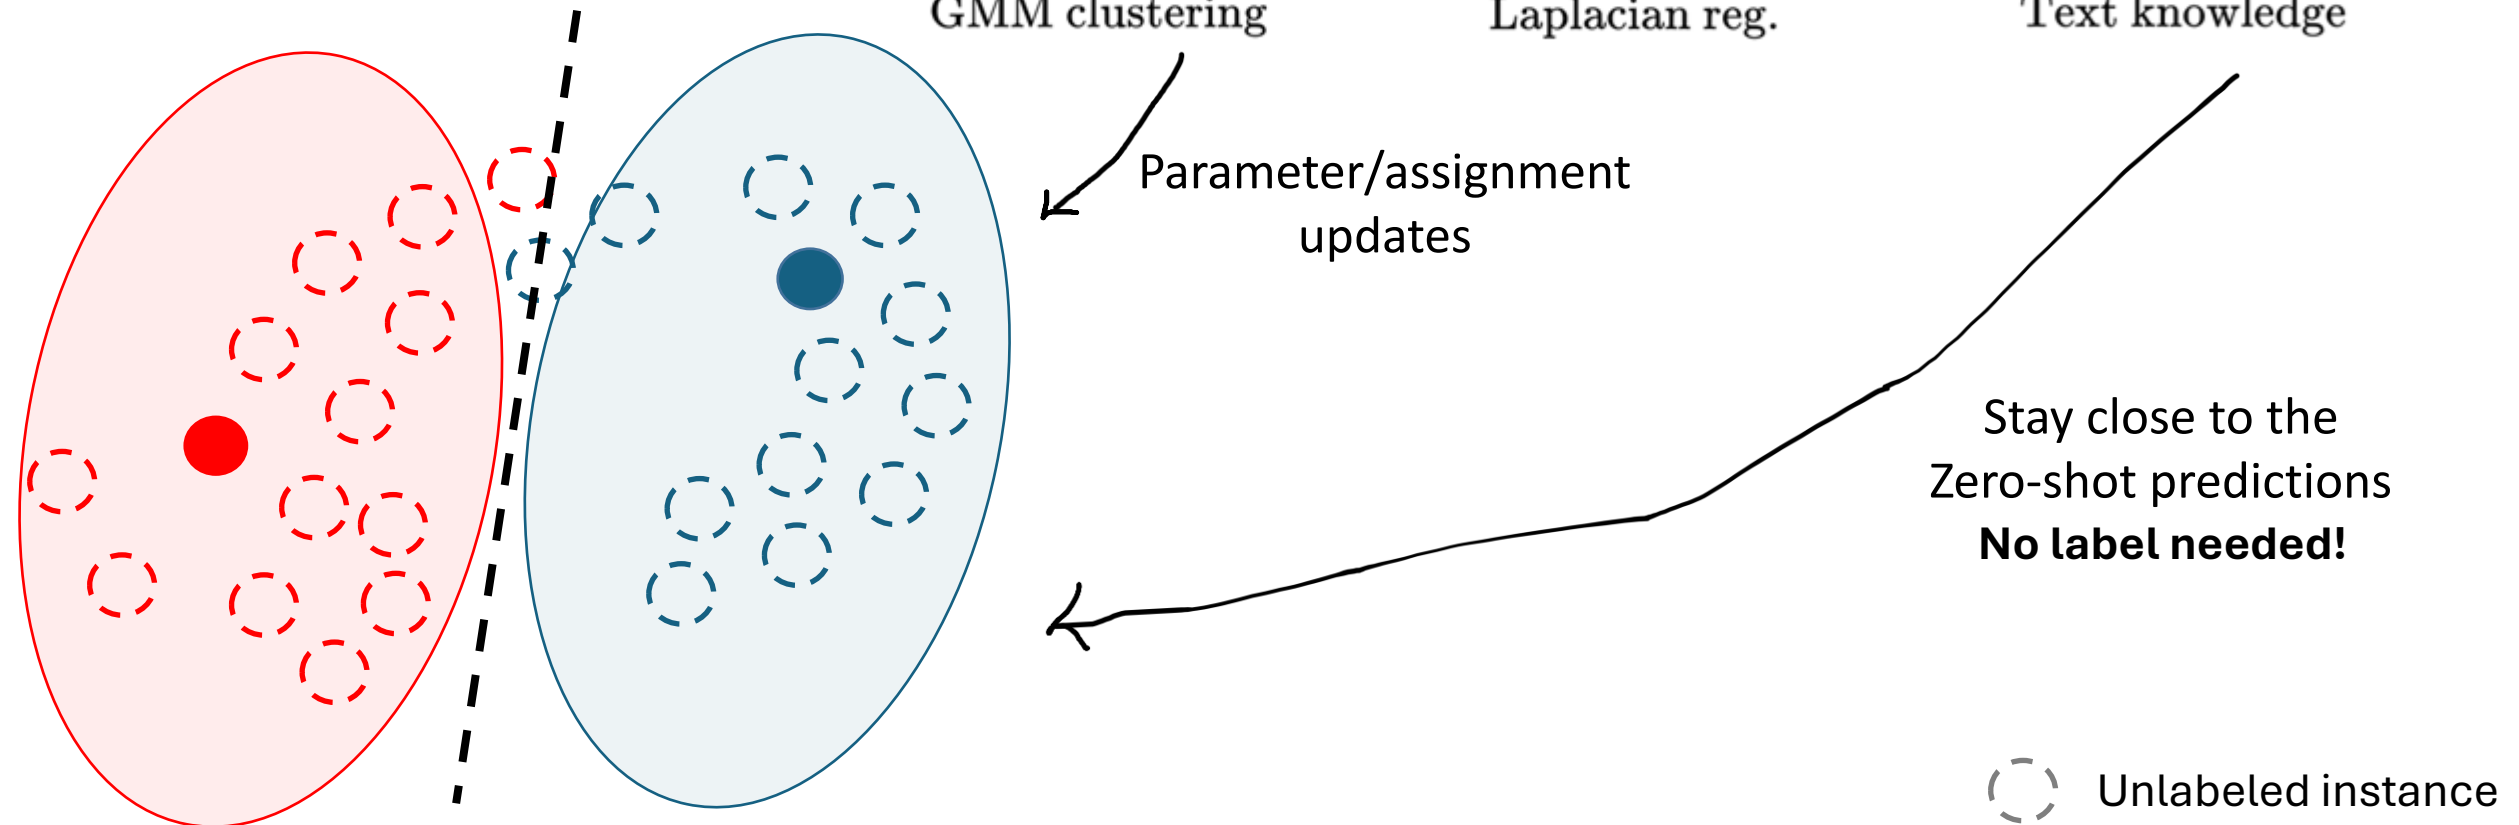 GMM clustering Laplacian reg. Text knowledge
Parameter/assignment
updates
Stay close to the
Zero-shot predictions
No label needed!
Unlabeled instance